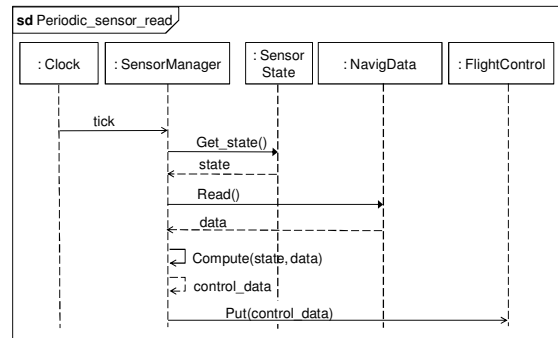 sd Periodic_sensor_read
: Clock
: SensorManager
: Sensor
State
: NavigData
: FlightControl
tick
Get_state()
state
Read()
data
Compute(state, data)
control_data
Put(control_data)